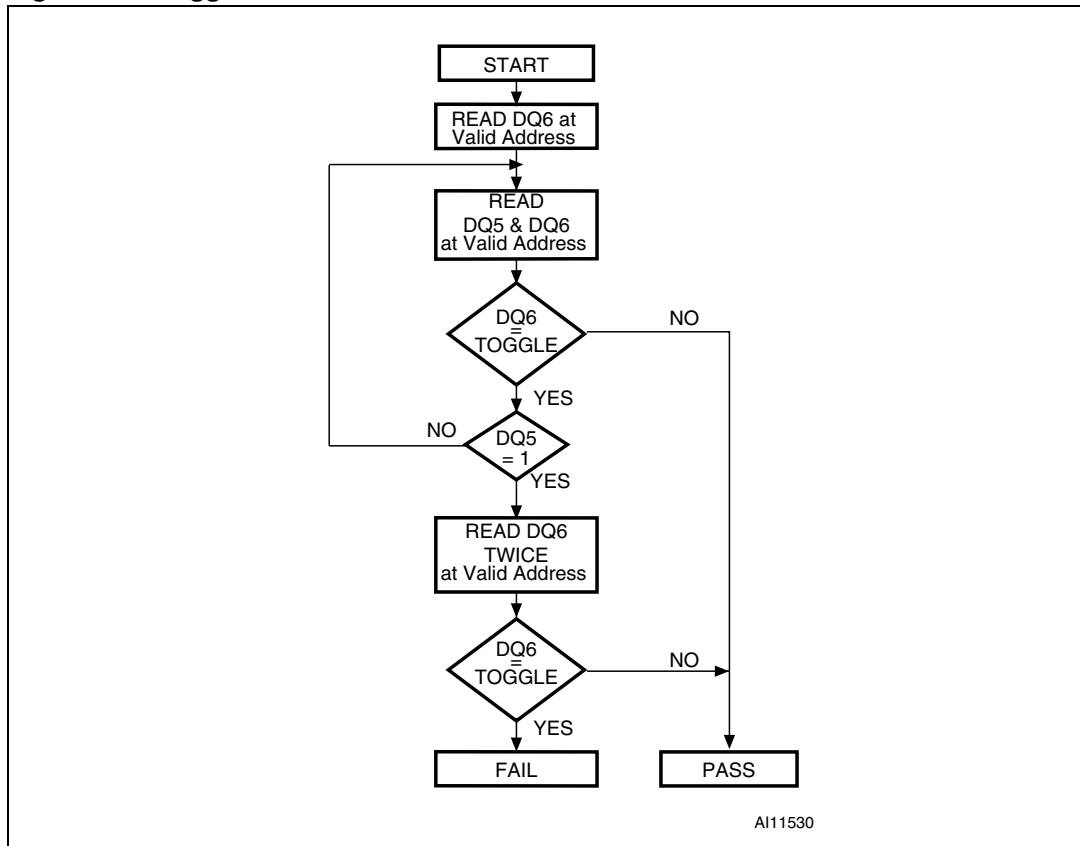 START
READ DQ6 at
Valid Address
READ
DQ5 & DQ6
at Valid Address
DQ6
=
TOGGLE
NO
YES
NO
DQ5
= 1
YES
READ DQ6
TWICE
at Valid Address
DQ6
=
TOGGLE
NO
YES
FAIL
PASS
AI11530